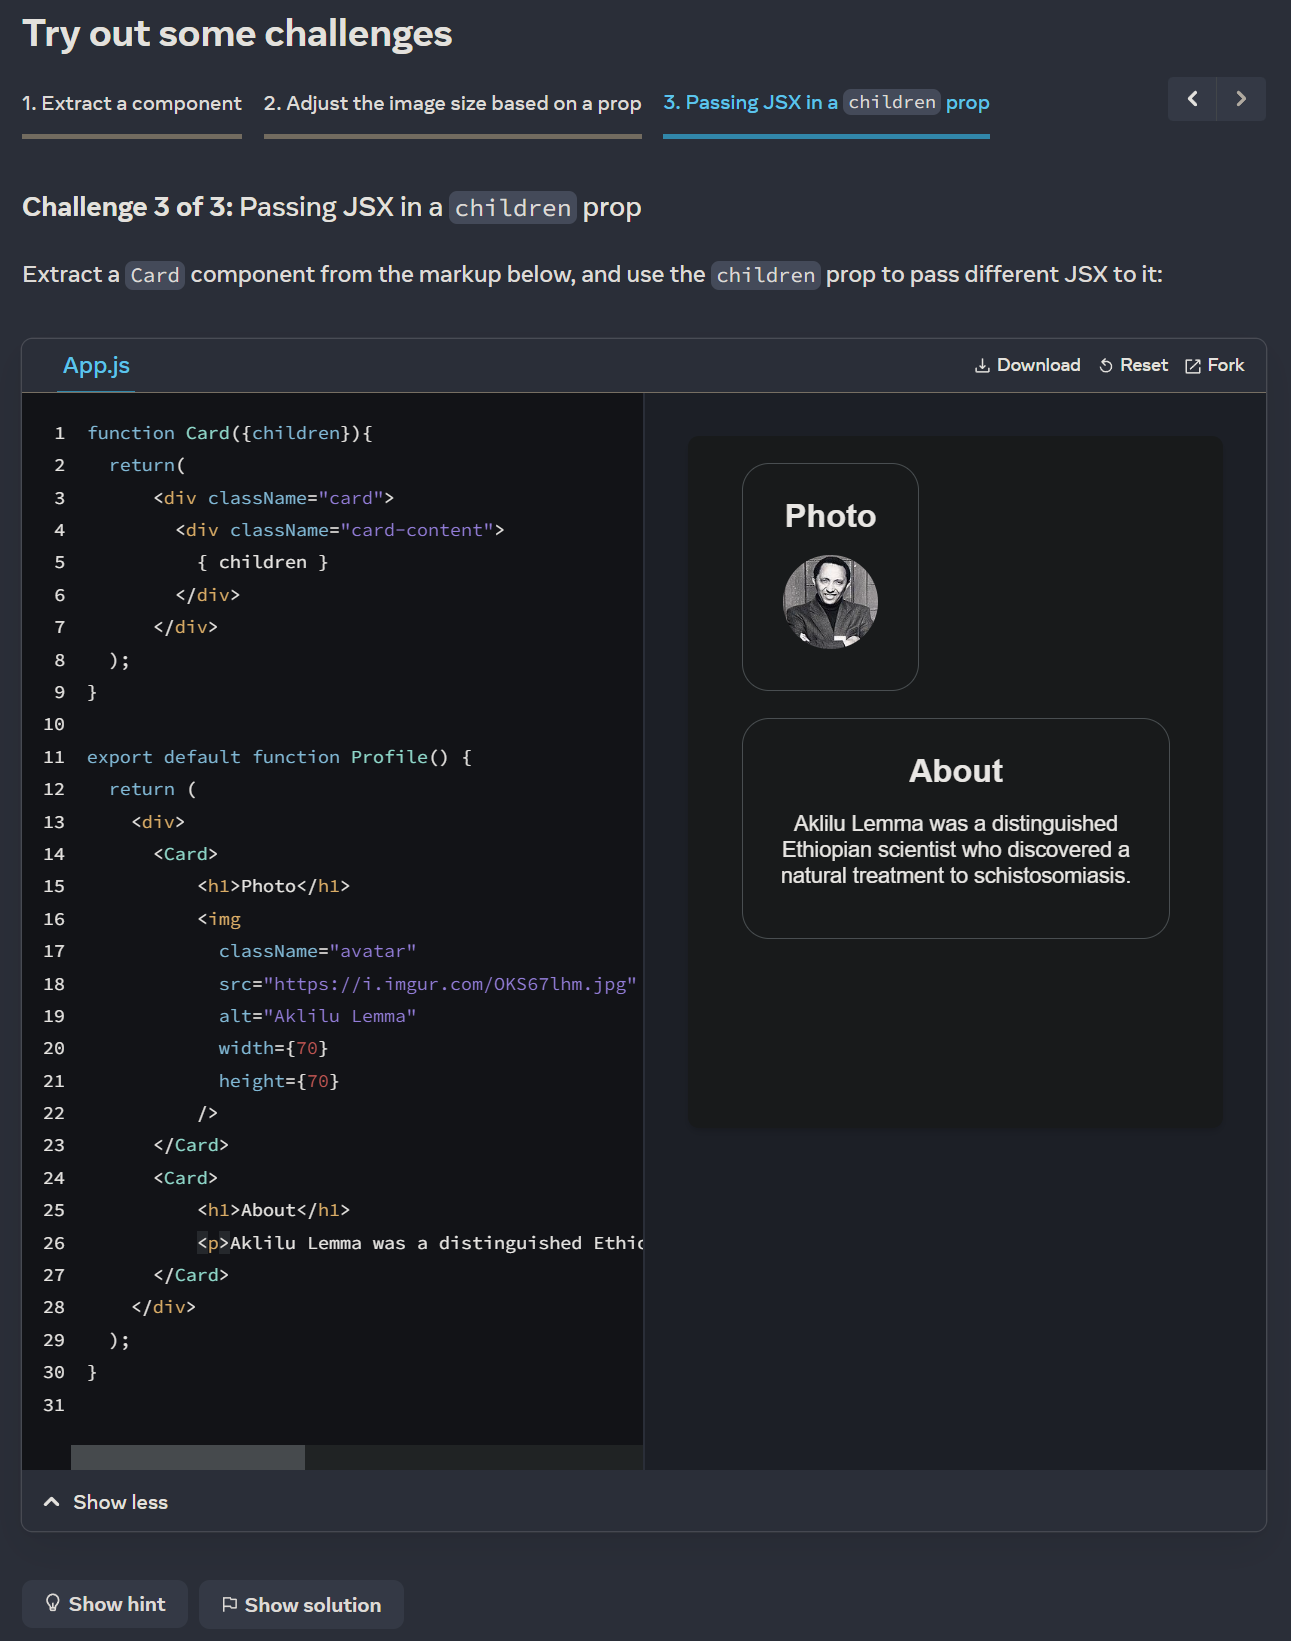 Try out some challenges
1. Extract a component
2. Adjust the image size based on a prop
3. Passing JSX in a children prop
Challenge 3 of 3: Passing JSX in a children prop
Extract a Card component from the markup below, and use the children prop to pass different JSX to it:
App.js
Download
Reset
Fork
1 function Card({children}){
2   return(
3       <div className="card">
4         <div className="card-content">
5           { children }
6         </div>
7       </div>
8   );
9 }
10
11 export default function Profile() {
12   return (
13     <div>
14       <Card>
15           <h1>Photo</h1>
16           <img
17             className="avatar"
18             src="https://i.imgur.com/OKS67lhm.jpg"
19             alt="Aklilu Lemma"
20             width={70}
21             height={70}
22           />
23       </Card>
24       <Card>
25           <h1>About</h1>
26           <p>Aklilu Lemma was a distinguished Ethic
27       </Card>
28     </div>
29   );
30 }
31
Photo
About
Aklilu Lemma was a distinguished
Ethiopian scientist who discovered a
natural treatment to schistosomiasis.
Show less
Show hint
Show solution